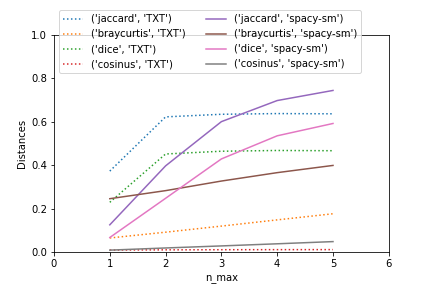 ('jaccard', 'TXT') ('jaccard', 'spacy-sm')
('braycurtis', 'TXT') ('braycurtis', 'spacy-sm')
('dice', 'TXT') ('dice', 'spacy-sm')
('cosinus', 'TXT') ('cosinus', 'spacy-sm')
1.0
0.8
0.6
0.4
0.2
0.0
Distances
0 1 2 3 4 5 6
n_max